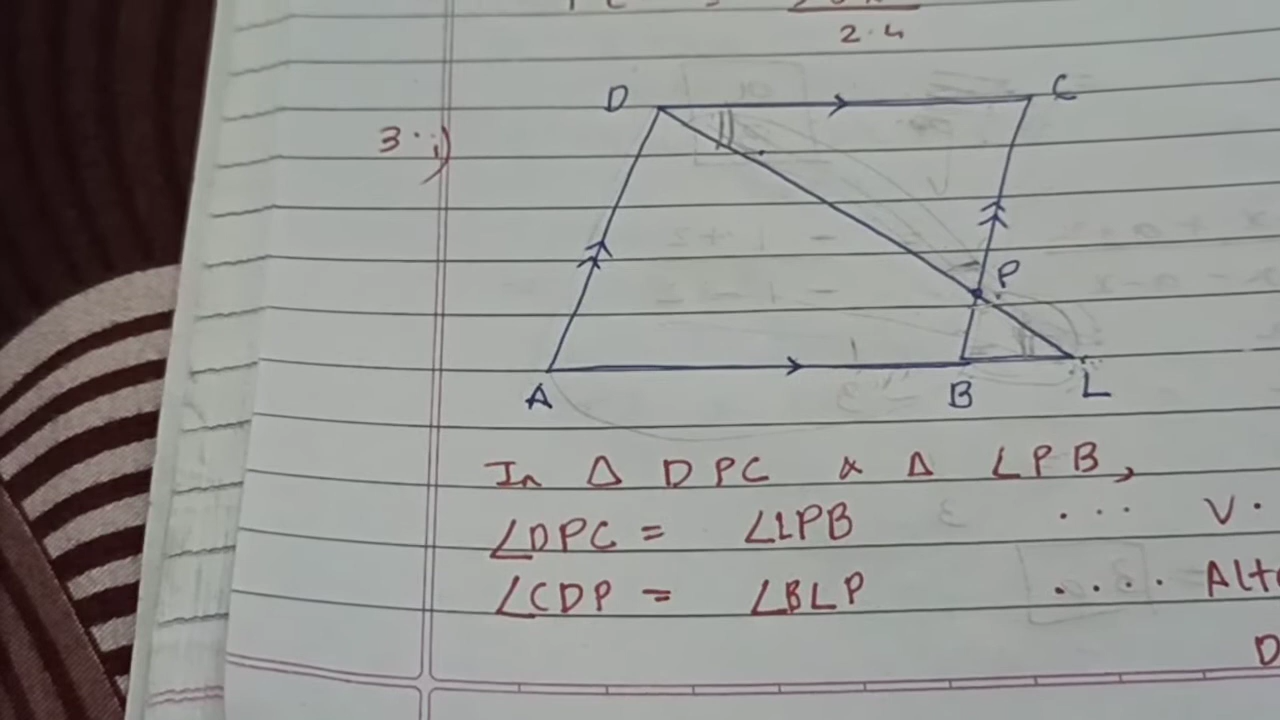 2.4
D C
3.i)
P
A B L
In Δ DPC & Δ LPB,
∠DPC = ∠LPB .... V.
∠CDP = ∠BLP .... Alt
D